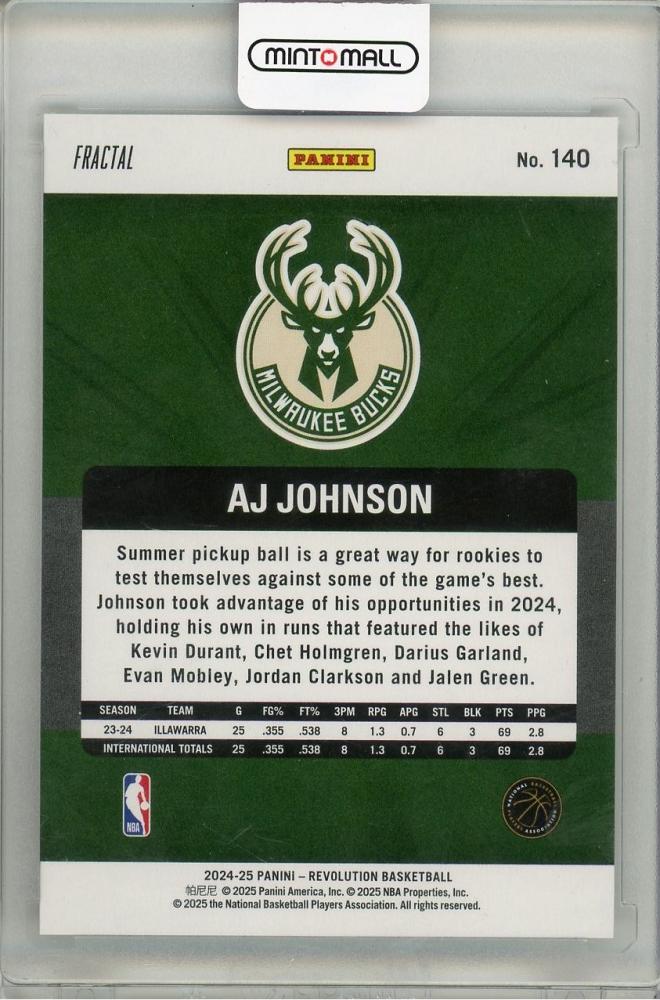 MINT MALL
FRACTAL
PANINI
No. 140
MILWAUKEE BUCKS
AJ JOHNSON
Summer pickup ball is a great way for rookies to
test themselves against some of the game's best.
Johnson took advantage of his opportunities in 2024,
holding his own in runs that featured the likes of
Kevin Durant, Chet Holmgren, Darius Garland,
Evan Mobley, Jordan Clarkson and Jalen Green.
SEASON TEAM G FG% FT% 3PM RPG APG STL BLK PTS PPG
23-24 ILLAWARRA 25 .355 .538 8 1.3 0.7 6 3 69 2.8
INTERNATIONAL TOTALS 25 .355 .538 8 1.3 0.7 6 3 69 2.8
NBA
NATIONAL BASKETBALL PLAYERS ASSOCIATION
2024-25 PANINI – REVOLUTION BASKETBALL
帕尼尼 © 2025 Panini America, Inc. © 2025 NBA Properties, Inc.
© 2025 the National Basketball Players Association. All rights reserved.